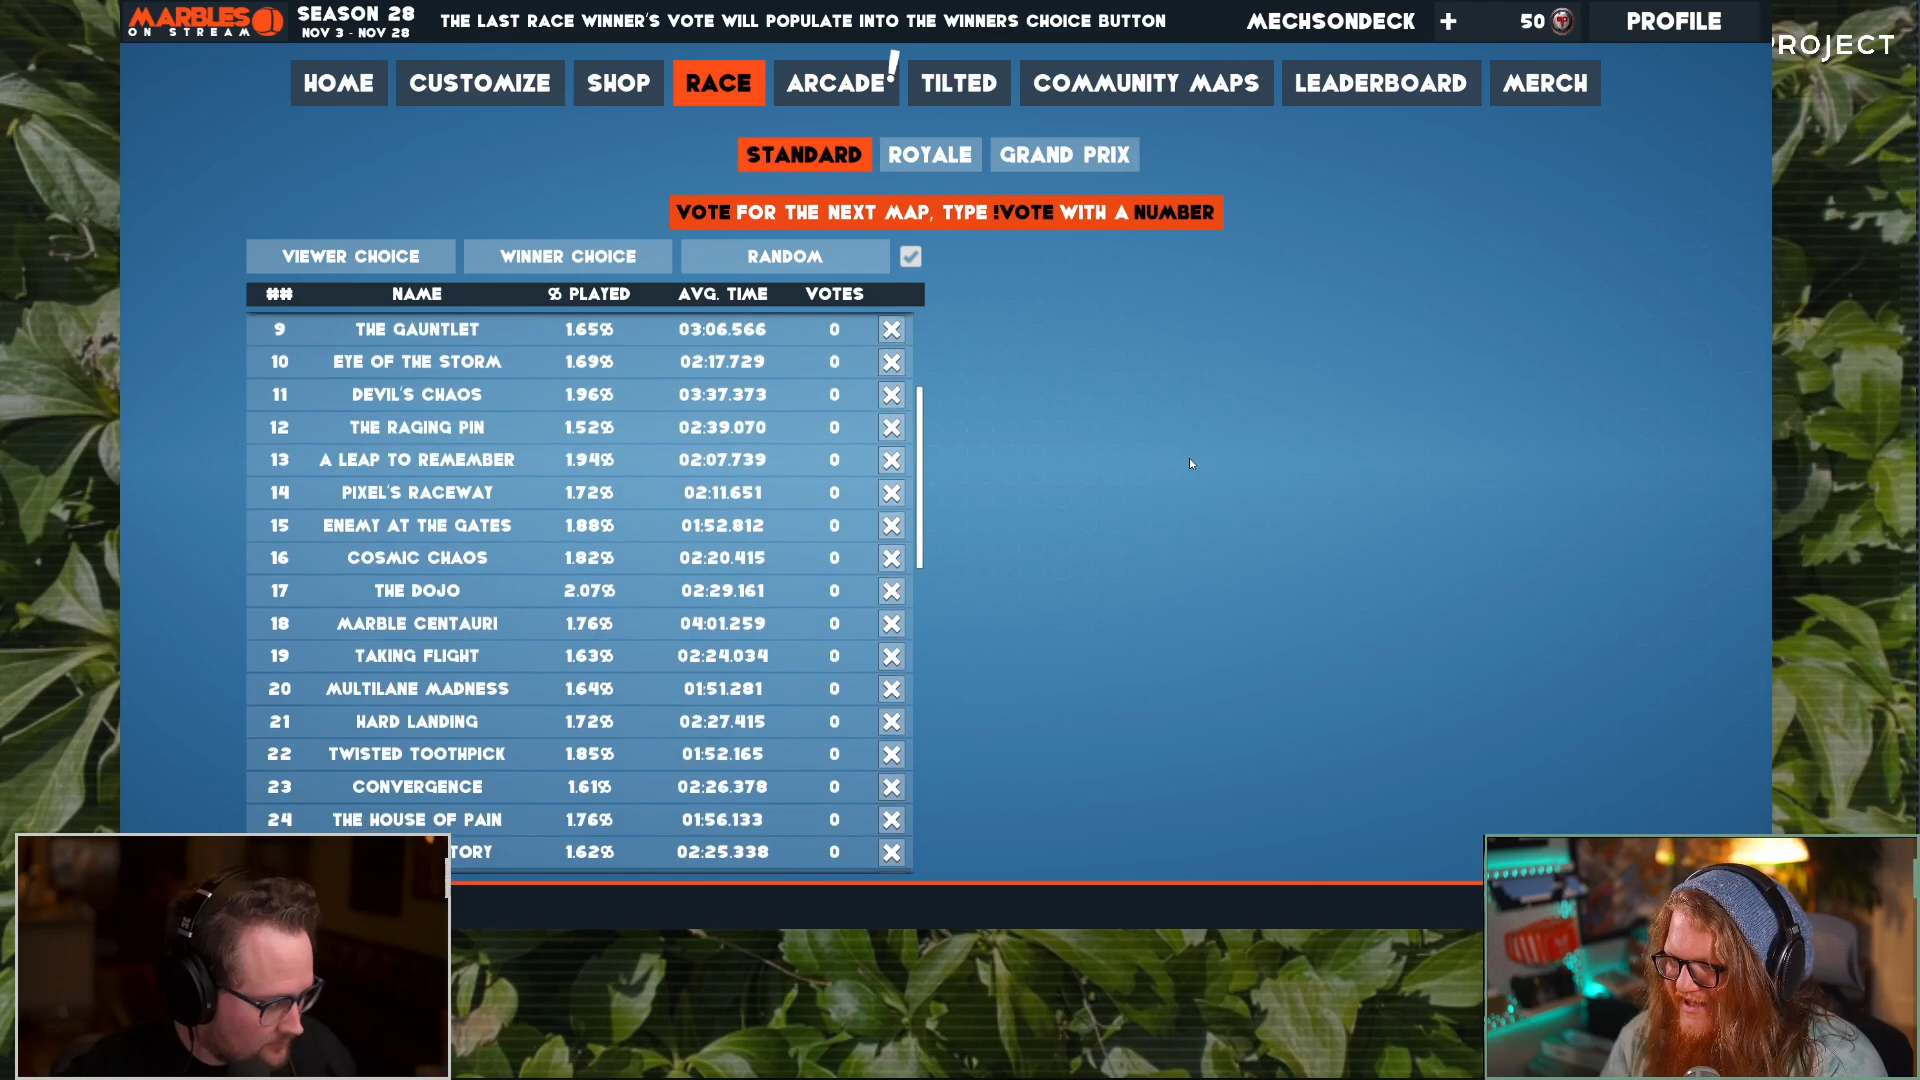 MARBLES
ON STREAM
SEASON 28
NOV 3 - NOV 28
THE LAST RACE WINNER'S VOTE WILL POPULATE INTO THE WINNERS CHOICE BUTTON
MECHSONDECK
+
50
PROFILE
PROJECT
HOME
CUSTOMIZE
SHOP
RACE
ARCADE!
TILTED
COMMUNITY MAPS
LEADERBOARD
MERCH
STANDARD
ROYALE
GRAND PRIX
VOTE FOR THE NEXT MAP, TYPE !VOTE WITH A NUMBER
VIEWER CHOICE
WINNER CHOICE
RANDOM
## NAME % PLAYED AVG. TIME VOTES
9 THE GAUNTLET 1.65% 03:06.566 0
10 EYE OF THE STORM 1.69% 02:17.729 0
11 DEVIL'S CHAOS 1.96% 03:37.373 0
12 THE RAGING PIN 1.52% 02:39.070 0
13 A LEAP TO REMEMBER 1.94% 02:07.739 0
14 PIXEL'S RACEWAY 1.72% 02:11.651 0
15 ENEMY AT THE GATES 1.88% 01:52.812 0
16 COSMIC CHAOS 1.82% 02:20.415 0
17 THE DOJO 2.07% 02:29.161 0
18 MARBLE CENTAURI 1.76% 04:01.259 0
19 TAKING FLIGHT 1.63% 02:24.034 0
20 MULTILANE MADNESS 1.64% 01:51.281 0
21 HARD LANDING 1.72% 02:27.415 0
22 TWISTED TOOTHPICK 1.85% 01:52.165 0
23 CONVERGENCE 1.61% 02:26.378 0
24 THE HOUSE OF PAIN 1.76% 01:56.133 0
TORY 1.62% 02:25.338 0